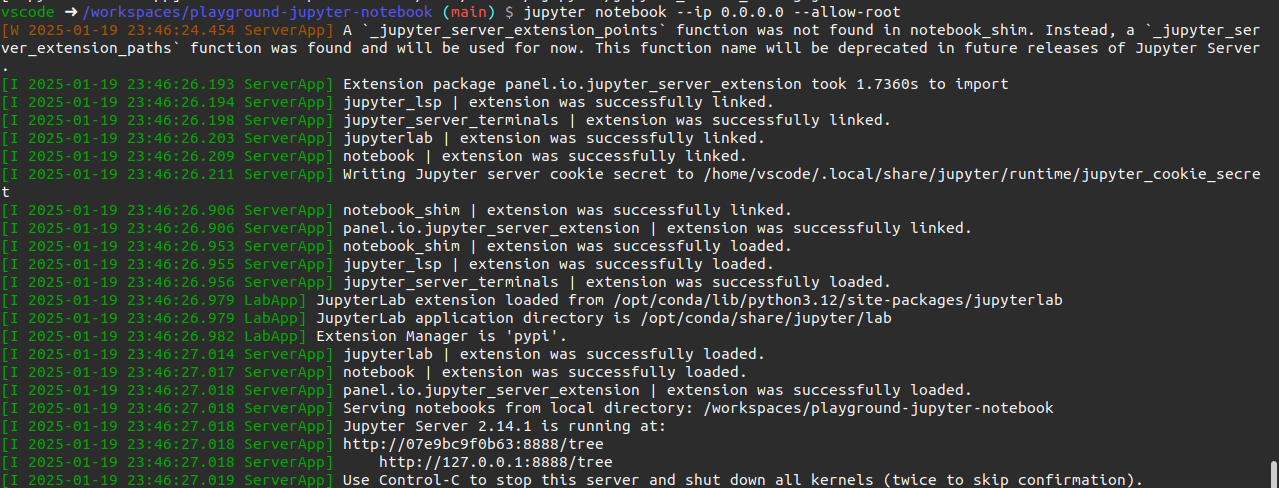 vscode ➜ /workspaces/playground-jupyter-notebook (main) $ jupyter notebook --ip 0.0.0.0 --allow-root
[W 2025-01-19 23:46:24.454 ServerApp] A `_jupyter_server_extension_points` function was not found in notebook_shim. Instead, a `_jupyter_ser
ver_extension_paths` function was found and will be used for now. This function name will be deprecated in future releases of Jupyter Server
.
[I 2025-01-19 23:46:26.193 ServerApp] Extension package panel.io.jupyter_server_extension took 1.7360s to import
[I 2025-01-19 23:46:26.194 ServerApp] jupyter_lsp | extension was successfully linked.
[I 2025-01-19 23:46:26.198 ServerApp] jupyter_server_terminals | extension was successfully linked.
[I 2025-01-19 23:46:26.203 ServerApp] jupyterlab | extension was successfully linked.
[I 2025-01-19 23:46:26.209 ServerApp] notebook | extension was successfully linked.
[I 2025-01-19 23:46:26.211 ServerApp] Writing Jupyter server cookie secret to /home/vscode/.local/share/jupyter/runtime/jupyter_cookie_secre
t
[I 2025-01-19 23:46:26.906 ServerApp] notebook_shim | extension was successfully linked.
[I 2025-01-19 23:46:26.906 ServerApp] panel.io.jupyter_server_extension | extension was successfully linked.
[I 2025-01-19 23:46:26.953 ServerApp] notebook_shim | extension was successfully loaded.
[I 2025-01-19 23:46:26.955 ServerApp] jupyter_lsp | extension was successfully loaded.
[I 2025-01-19 23:46:26.956 ServerApp] jupyter_server_terminals | extension was successfully loaded.
[I 2025-01-19 23:46:26.979 LabApp] JupyterLab extension loaded from /opt/conda/lib/python3.12/site-packages/jupyterlab
[I 2025-01-19 23:46:26.979 LabApp] JupyterLab application directory is /opt/conda/share/jupyter/lab
[I 2025-01-19 23:46:26.982 LabApp] Extension Manager is 'pypi'.
[I 2025-01-19 23:46:27.014 ServerApp] jupyterlab | extension was successfully loaded.
[I 2025-01-19 23:46:27.017 ServerApp] notebook | extension was successfully loaded.
[I 2025-01-19 23:46:27.018 ServerApp] panel.io.jupyter_server_extension | extension was successfully loaded.
[I 2025-01-19 23:46:27.018 ServerApp] Serving notebooks from local directory: /workspaces/playground-jupyter-notebook
[I 2025-01-19 23:46:27.018 ServerApp] Jupyter Server 2.14.1 is running at:
[I 2025-01-19 23:46:27.018 ServerApp] http://07e9bc9f0b63:8888/tree
[I 2025-01-19 23:46:27.018 ServerApp]     http://127.0.0.1:8888/tree
[I 2025-01-19 23:46:27.019 ServerApp] Use Control-C to stop this server and shut down all kernels (twice to skip confirmation).